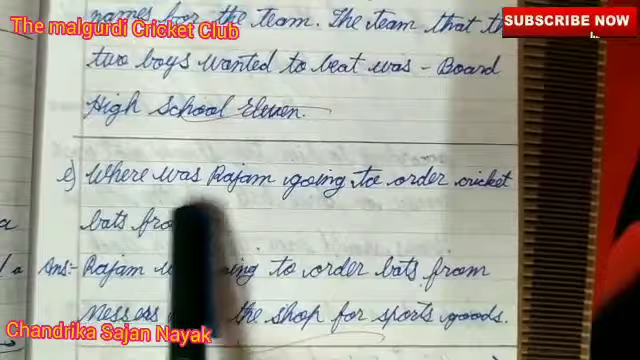 names for the team. The team that th
The malgurdi Cricket Club
SUBSCRIBE NOW
two boys wanted to beat was - Board
High School Eleven.
e) Where was Rajam going to order cricket
bats fro
Ans:- Rajam going to order bats from
Messers the shop for sports goods.
Chandrika Sajan Nayak